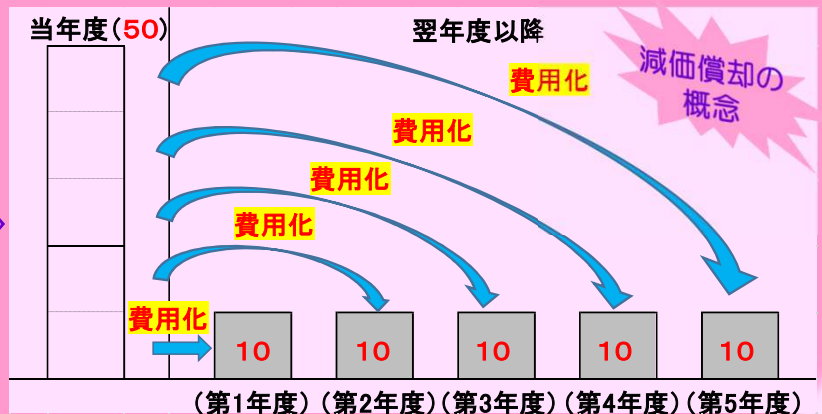 当年度(50)
翌年度以降
減価償却の
概念
費用化
費用化
費用化
費用化
費用化
10 10 10 10 10
(第1年度) (第2年度) (第3年度) (第4年度) (第5年度)